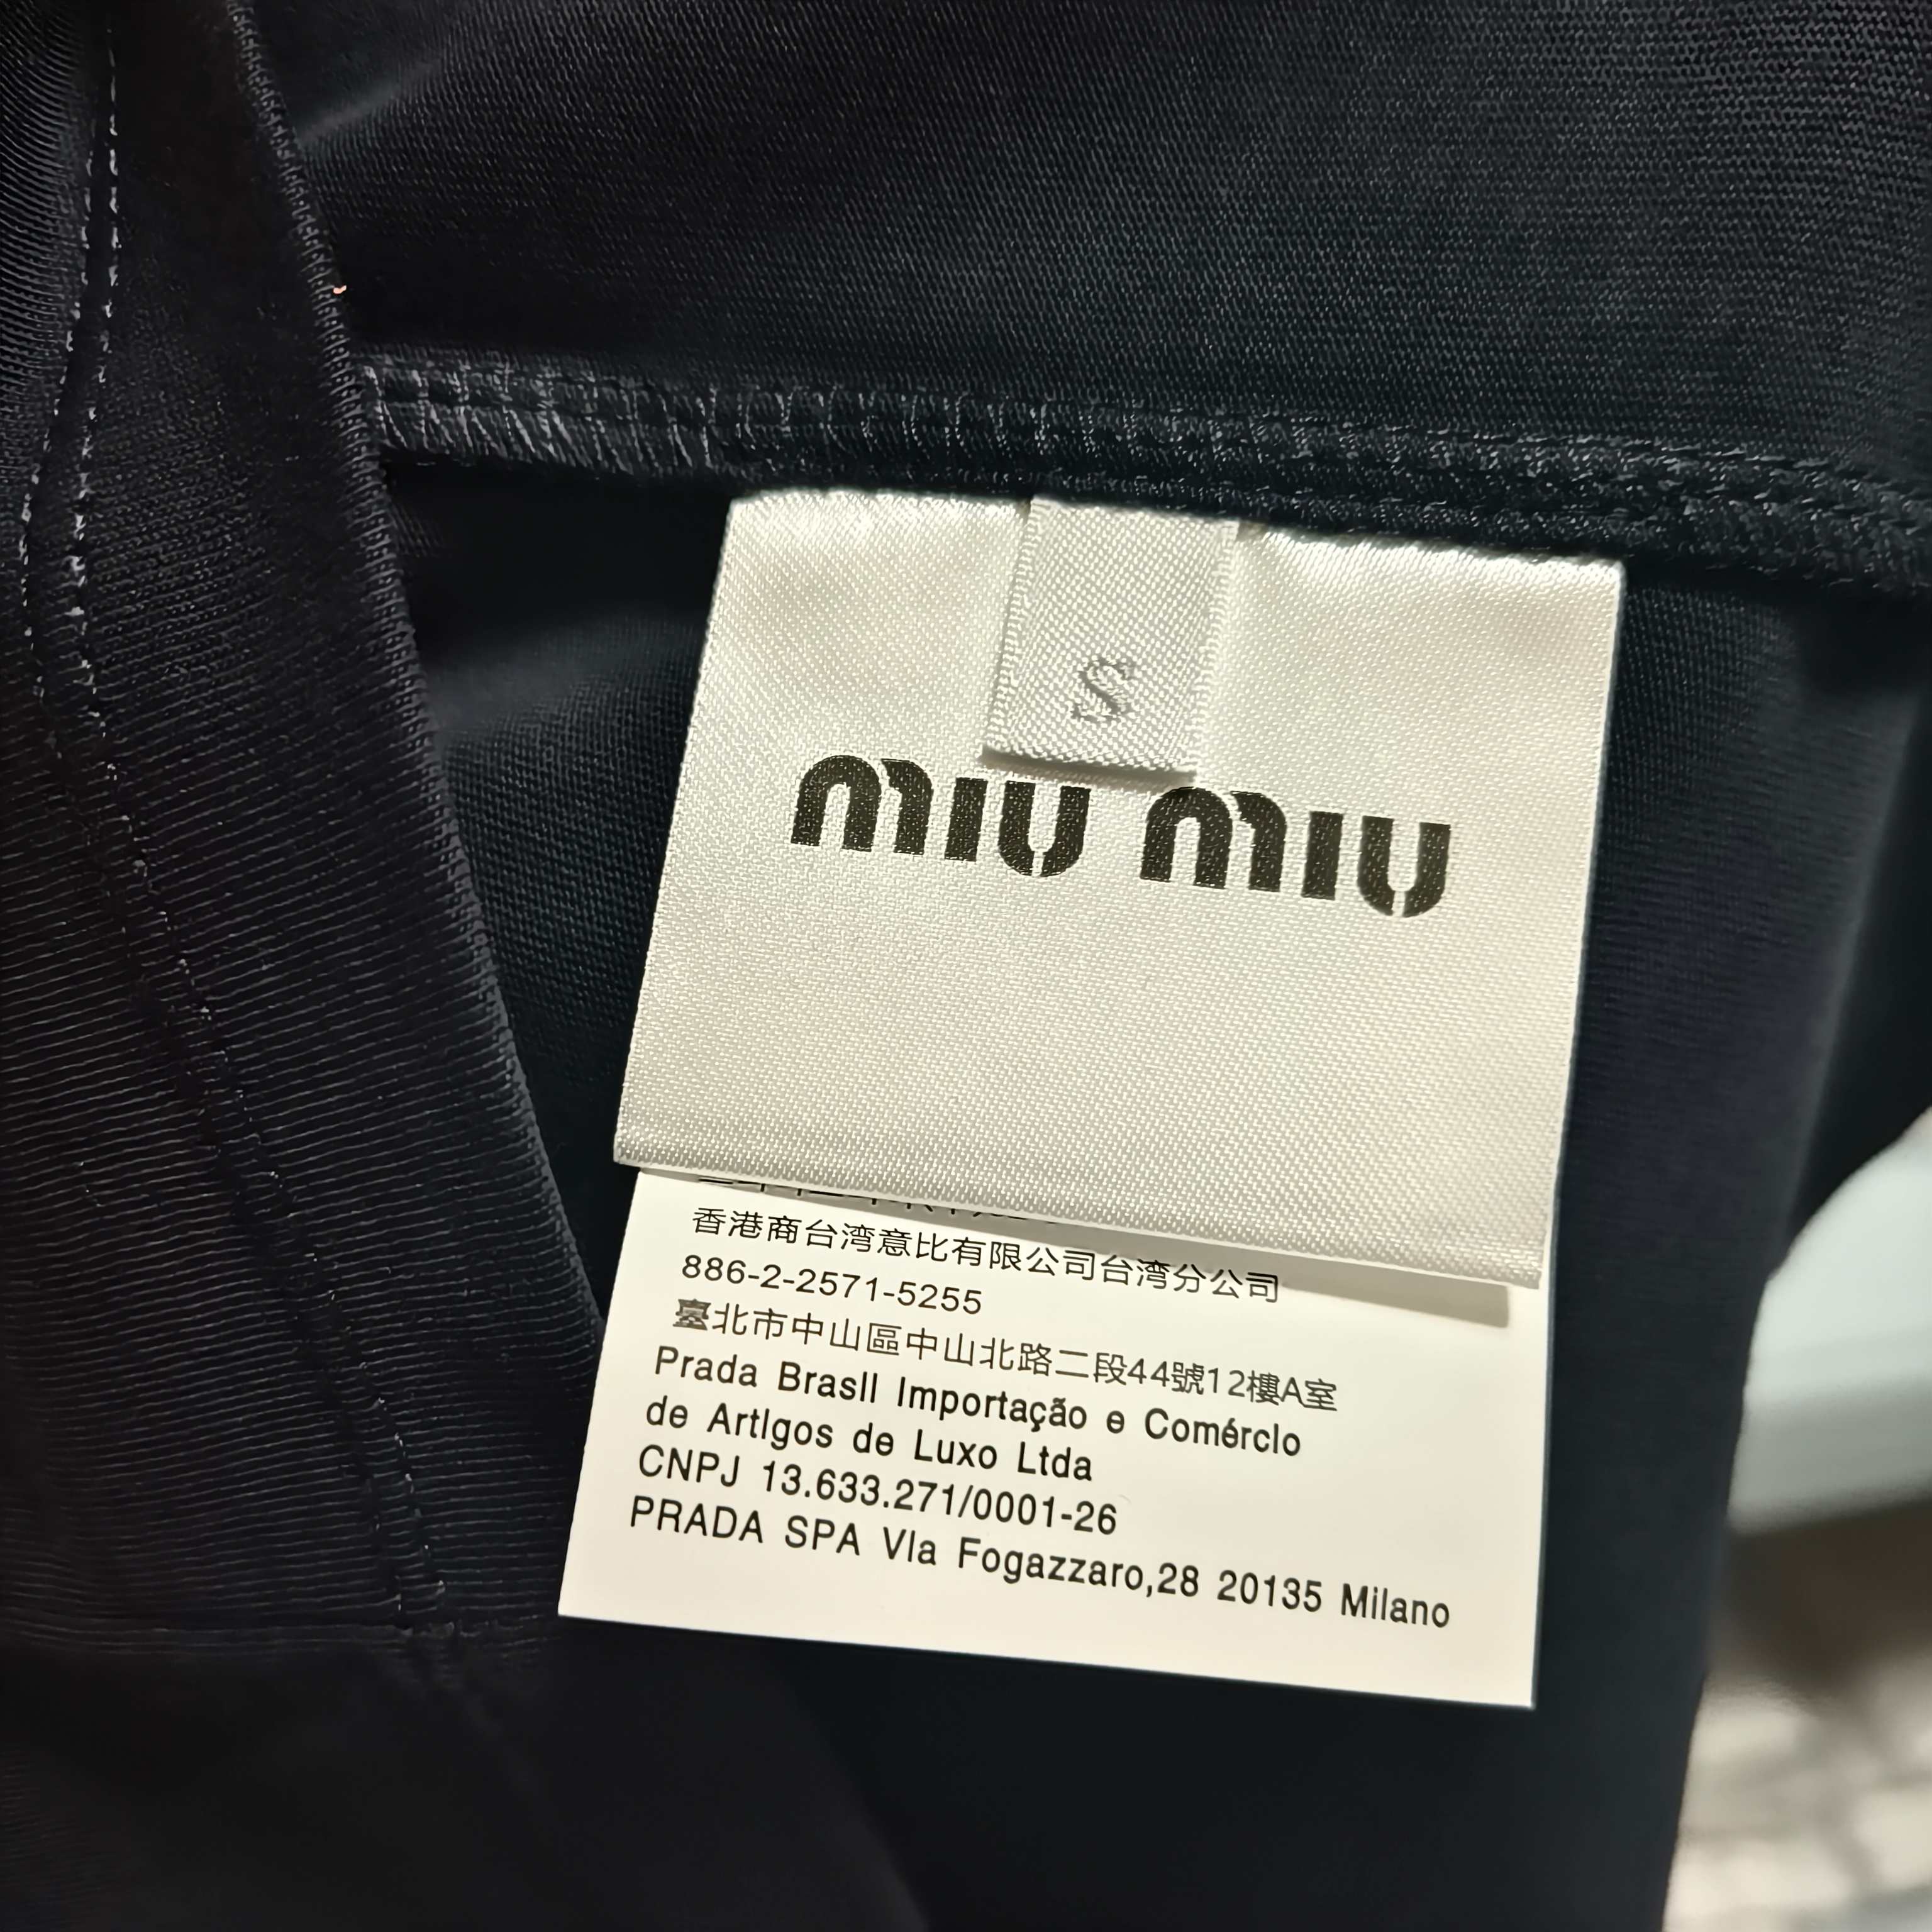 S
miu miu
香港商台湾意比有限公司台湾分公司
886-2-2571-5255
臺北市中山區中山北路二段44號12樓A室
Prada Brasll Importação e Comérclo
de Artlgos de Luxo Ltda
CNPJ 13.633.271/0001-26
PRADA SPA Vla Fogazzaro,28 20135 Milano